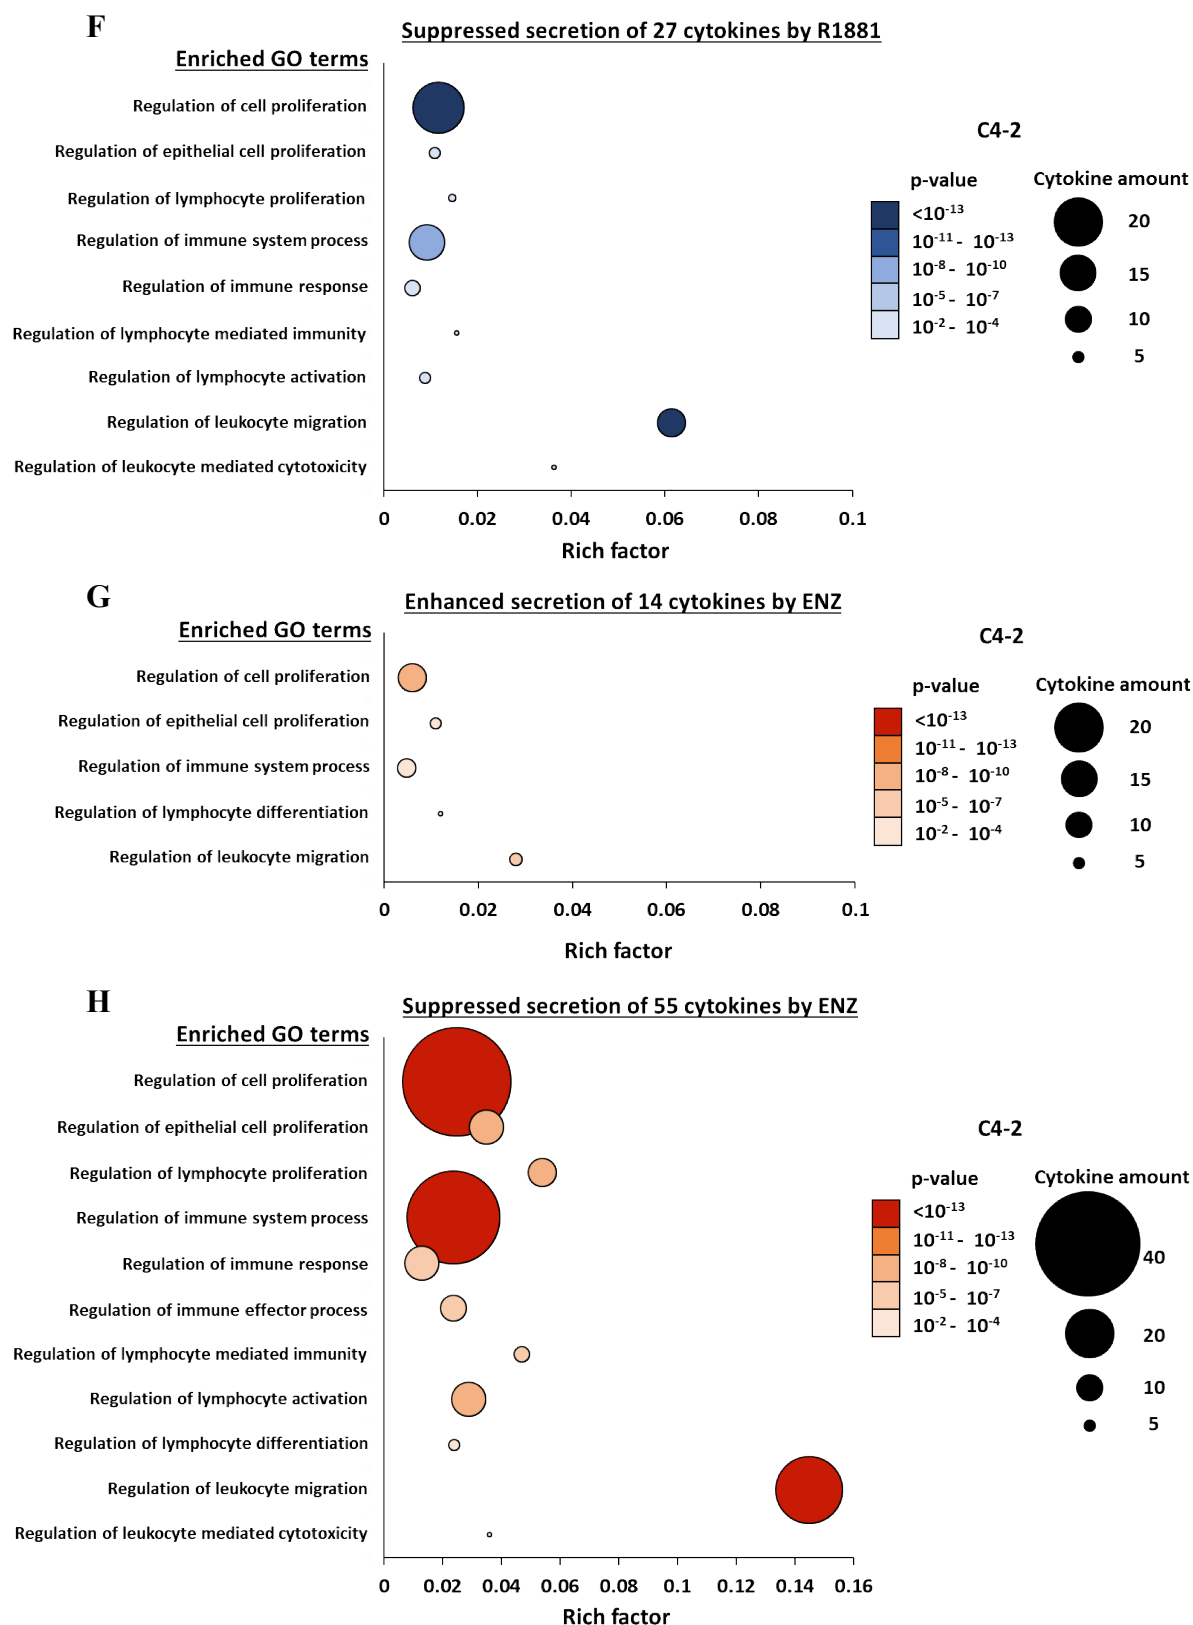 F
Suppressed secretion of 27 cytokines by R1881
Enriched GO terms
Regulation of cell proliferation
Regulation of epithelial cell proliferation
Regulation of lymphocyte proliferation
Regulation of immune system process
Regulation of immune response
Regulation of lymphocyte mediated immunity
Regulation of lymphocyte activation
Regulation of leukocyte migration
Regulation of leukocyte mediated cytotoxicity
0 0.02 0.04 0.06 0.08 0.1
Rich factor
C4-2
p-value Cytokine amount
<10^-13
10^-11 - 10^-13
10^-8 - 10^-10
10^-5 - 10^-7
10^-2 - 10^-4
20
15
10
5
G
Enhanced secretion of 14 cytokines by ENZ
Enriched GO terms
Regulation of cell proliferation
Regulation of epithelial cell proliferation
Regulation of immune system process
Regulation of lymphocyte differentiation
Regulation of leukocyte migration
0 0.02 0.04 0.06 0.08 0.1
Rich factor
C4-2
p-value Cytokine amount
<10^-13
10^-11 - 10^-13
10^-8 - 10^-10
10^-5 - 10^-7
10^-2 - 10^-4
20
15
10
5
H
Suppressed secretion of 55 cytokines by ENZ
Enriched GO terms
Regulation of cell proliferation
Regulation of epithelial cell proliferation
Regulation of lymphocyte proliferation
Regulation of immune system process
Regulation of immune response
Regulation of immune effector process
Regulation of lymphocyte mediated immunity
Regulation of lymphocyte activation
Regulation of lymphocyte differentiation
Regulation of leukocyte migration
Regulation of leukocyte mediated cytotoxicity
0 0.02 0.04 0.06 0.08 0.1 0.12 0.14 0.16
Rich factor
C4-2
p-value Cytokine amount
<10^-13
10^-11 - 10^-13
10^-8 - 10^-10
10^-5 - 10^-7
10^-2 - 10^-4
40
20
10
5